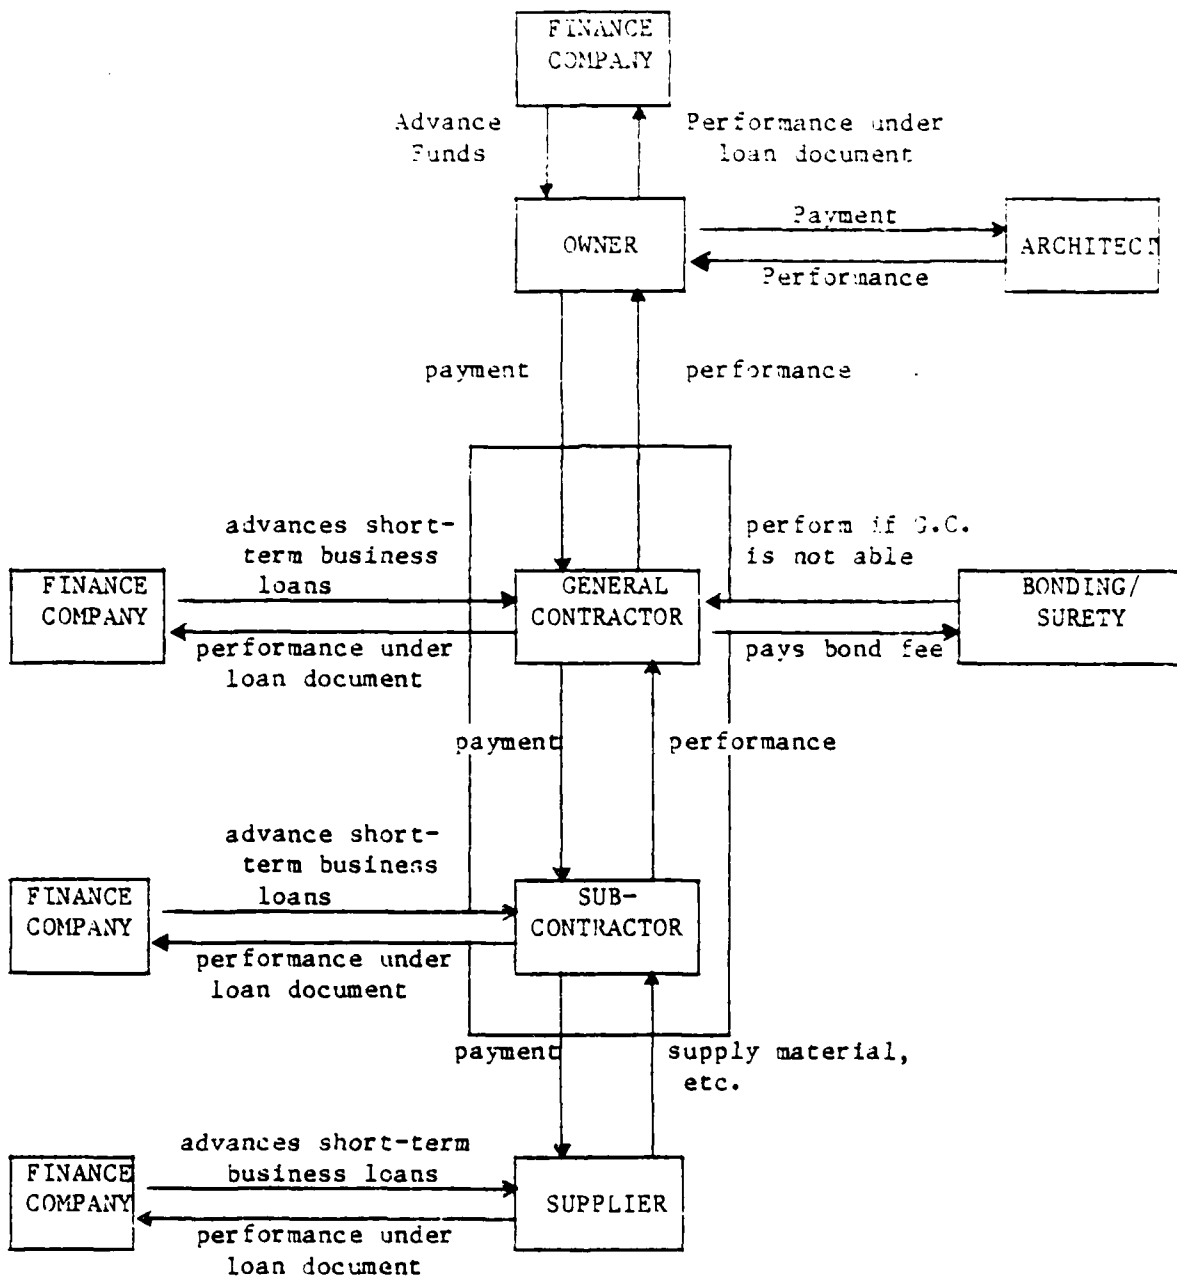 FINANCE
COMPANY
Advance
Funds
Performance under
loan document
OWNER
Payment
Performance
ARCHITECT
payment
performance
advances short-
term business
loans
perform if G.C.
is not able
FINANCE
COMPANY
GENERAL
CONTRACTOR
BONDING/
SURETY
performance under
loan document
pays bond fee
payment
performance
advance short-
term business
loans
FINANCE
COMPANY
SUB-
CONTRACTOR
performance under
loan document
payment
supply material,
etc.
advances short-term
business loans
FINANCE
COMPANY
SUPPLIER
performance under
loan document